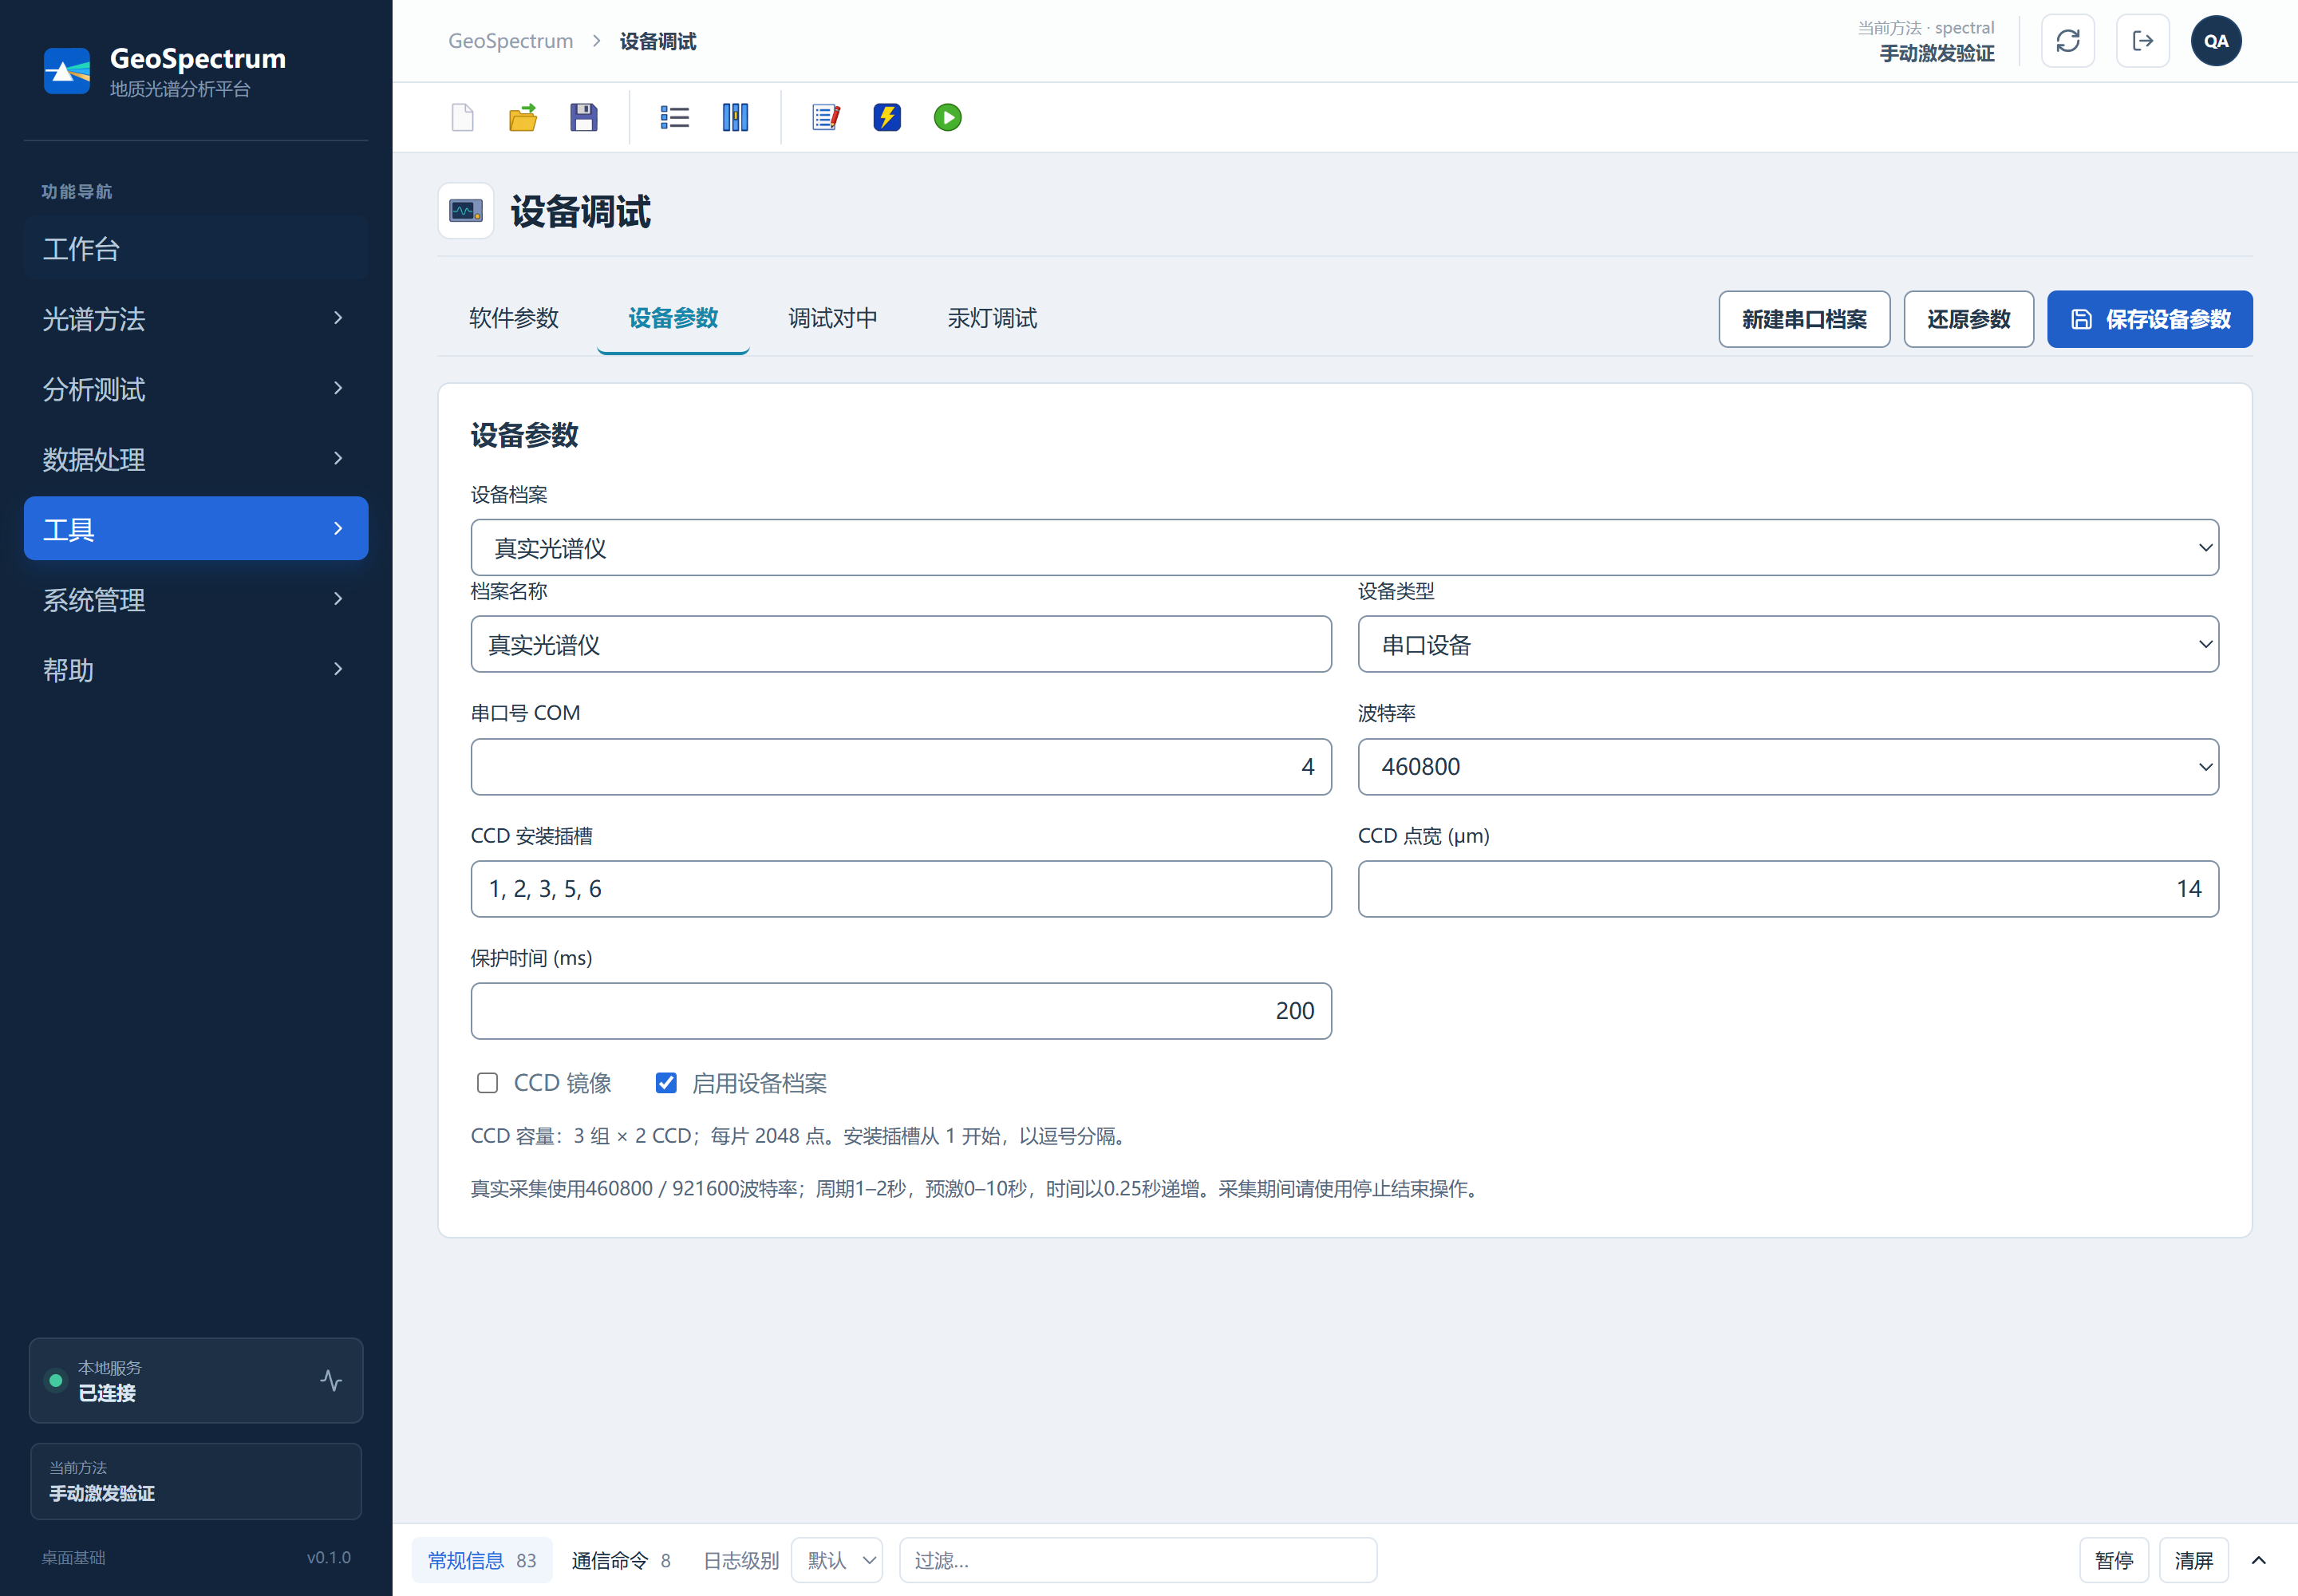 GeoSpectrum
地质光谱分析平台
功能导航
工作台
光谱方法
分析测试
数据处理
工具
系统管理
帮助
本地服务
已连接
当前方法
手动激发验证
桌面基础 v0.1.0
GeoSpectrum 设备调试
当前方法 · spectral
手动激发验证
QA
设备调试
软件参数 设备参数 调试对中 汞灯调试
新建串口档案 还原参数 保存设备参数
设备参数
设备档案
真实光谱仪
档案名称 设备类型
真实光谱仪 串口设备
串口号 COM 波特率
4 460800
CCD 安装插槽 CCD 点宽 (μm)
1, 2, 3, 5, 6 14
保护时间 (ms)
200
CCD 镜像 启用设备档案
CCD 容量：3 组 × 2 CCD；每片 2048 点。安装插槽从 1 开始，以逗号分隔。
真实采集使用460800 / 921600波特率；周期1–2秒，预激0–10秒，时间以0.25秒递增。采集期间请使用停止结束操作。
常规信息 83 通信命令 8 日志级别 默认 过滤... 暂停 清屏